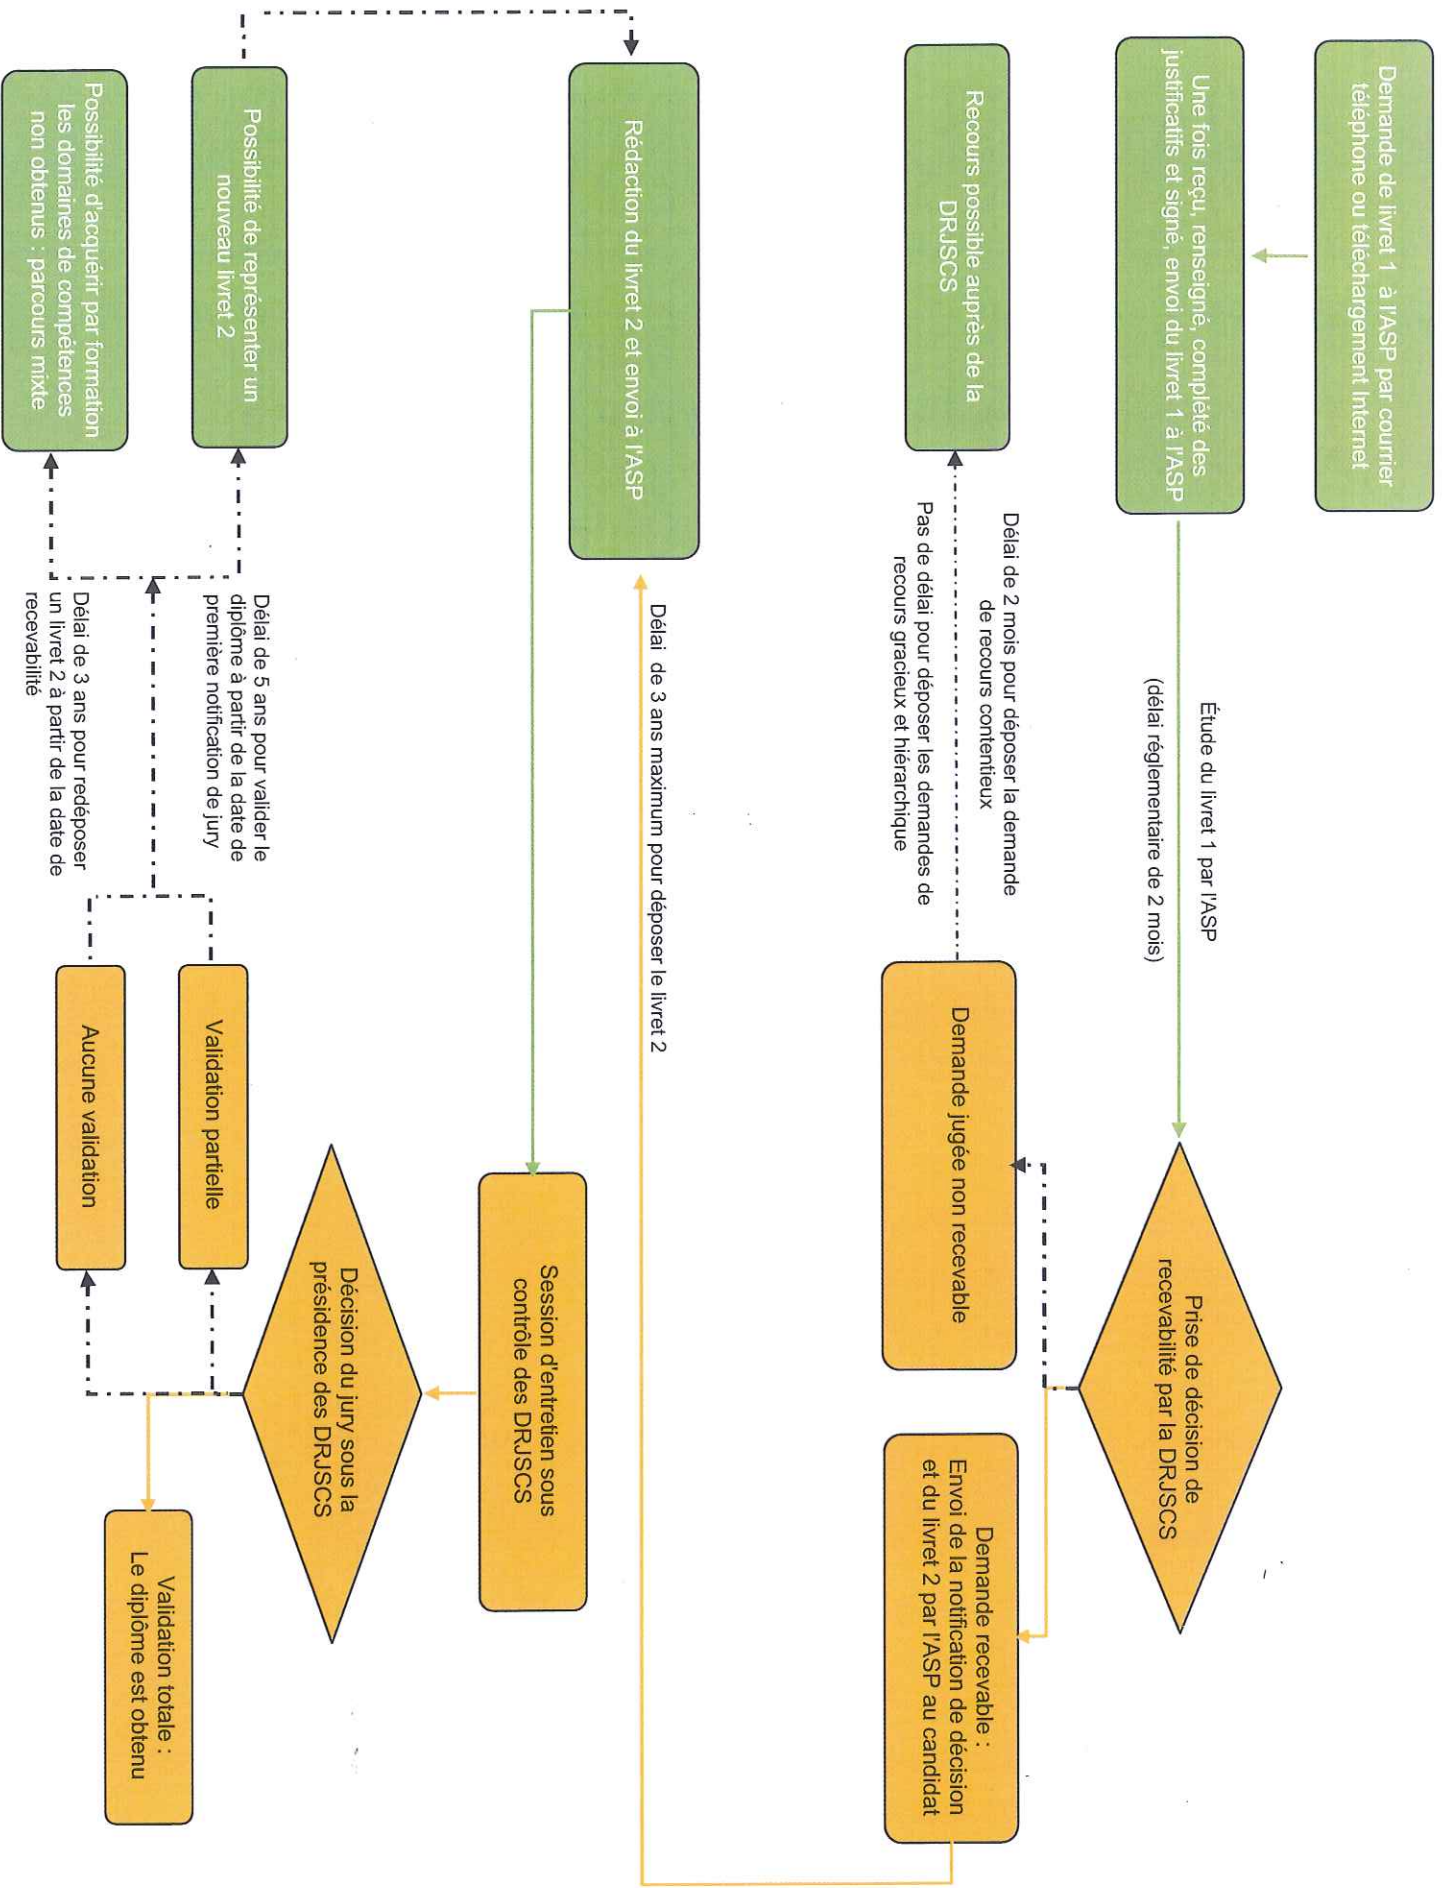 Demande de livret 1 à l'ASP par courrier
téléphone ou téléchargement Internet
Une fois reçu, renseigné, complété des
justificatifs et signé, envoi du livret 1 à l'ASP
Étude du livret 1 par l'ASP
(délai réglementaire de 2 mois)
Prise de décision de
recevabilité par la DRJSCS
Recours possible auprès de la
DRJSCS
Délai de 2 mois pour déposer la demande
de recours contentieux
Pas de délai pour déposer les demandes de
recours gracieux et hiérarchique
Demande jugée non recevable
Demande recevable :
Envoi de la notification de décision
et du livret 2 par l'ASP au candidat
Délai de 3 ans maximum pour déposer le livret 2
Rédaction du livret 2 et envoi à l'ASP
Session d'entretien sous
contrôle des DRJSCS
Décision du jury sous la
présidence des DRJSCS
Possibilité de représenter un
nouveau livret 2
Délai de 5 ans pour valider le
diplôme à partir de la date de
première notification de jury
Validation partielle
Validation totale :
Le diplôme est obtenu
Possibilité d'acquérir par formation
les domaines de compétences
non obtenus : parcours mixte
Délai de 3 ans pour redéposer
un livret 2 à partir de la date de
recevabilité
Aucune validation